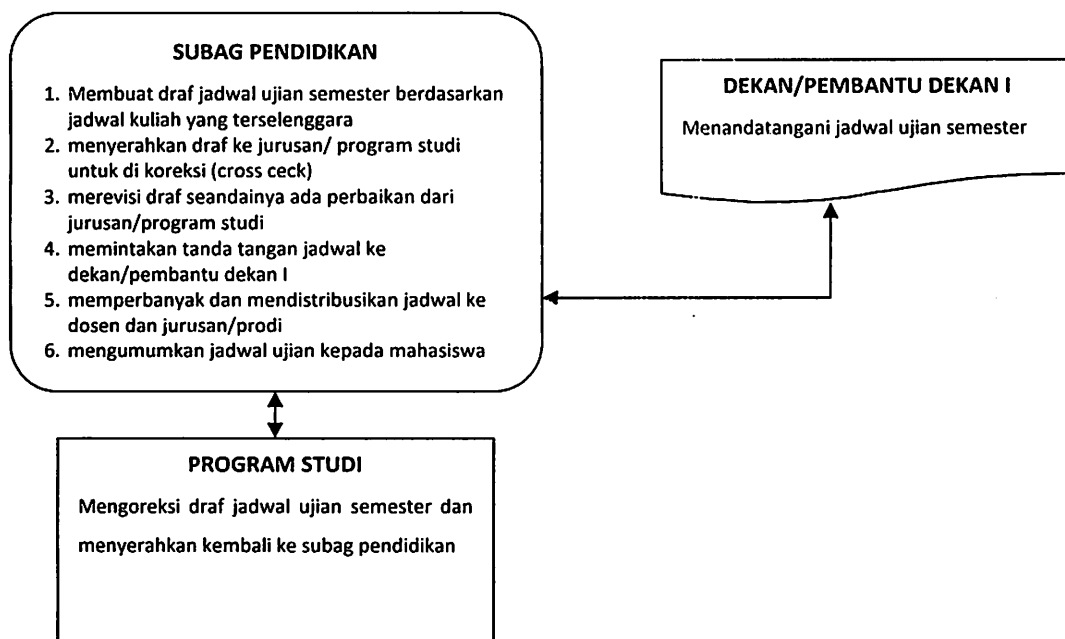 SUBAG PENDIDIKAN
1. Membuat draf jadwal ujian semester berdasarkan
jadwal kuliah yang terselenggara
2. menyerahkan draf ke jurusan/ program studi
untuk di koreksi (cross ceck)
3. merevisi draf seandainya ada perbaikan dari
jurusan/program studi
4. memintakan tanda tangan jadwal ke
dekan/pembantu dekan I
5. memperbanyak dan mendistribusikan jadwal ke
dosen dan jurusan/prodi
6. mengumumkan jadwal ujian kepada mahasiswa
DEKAN/PEMBANTU DEKAN I
Menandatangani jadwal ujian semester
PROGRAM STUDI
Mengoreksi draf jadwal ujian semester dan
menyerahkan kembali ke subag pendidikan